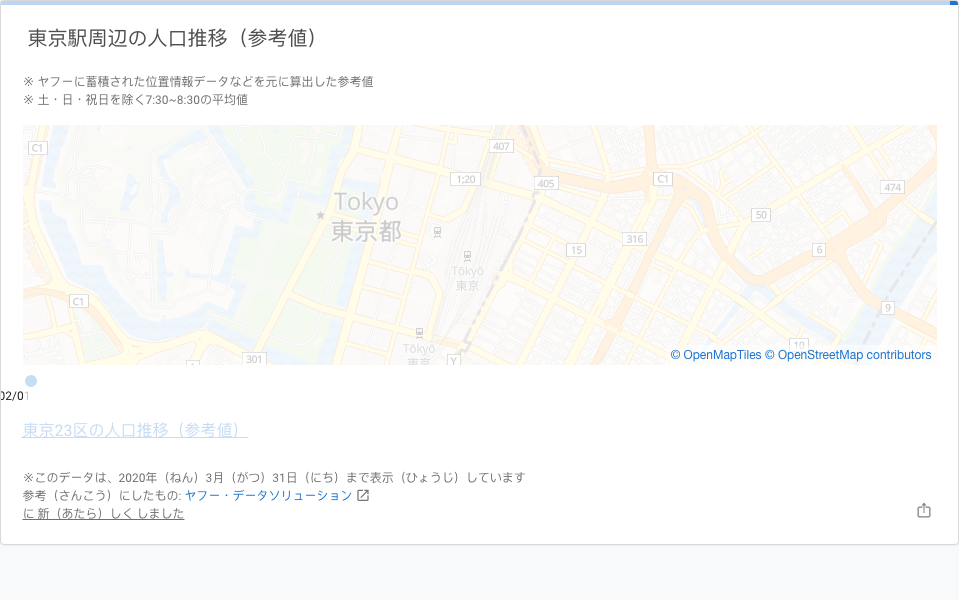 東京駅周辺の人口推移（参考値）
※ ヤフーに蓄積された位置情報データなどを元に算出した参考値
※ 土・日・祝日を除く7:30~8:30の平均値
C1
407
1;20
405
C1
474
Tokyo
東京都
50
316
15
6
Tōkyō
東京
C1
9
10
301
Tōkyō
東京
Y
1
© OpenMapTiles © OpenStreetMap contributors
02/01
東京23区の人口推移（参考値）
※このデータは、2020年（ねん）3月（がつ）31日（にち）まで表示（ひょうじ）しています
参考（さんこう）にしたもの: ヤフー・データソリューション
に 新（あたら）しく しました